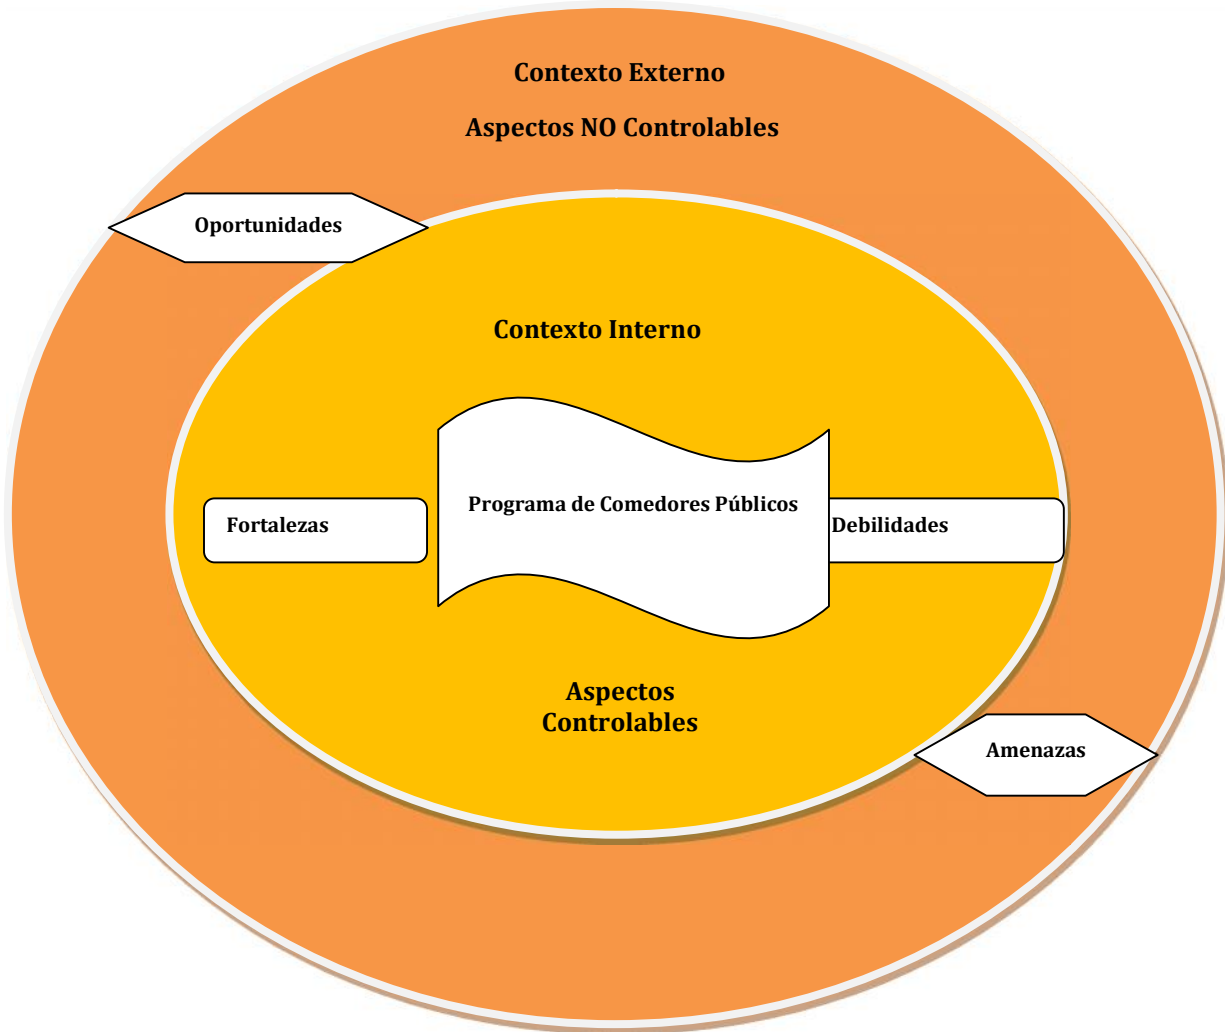 Contexto Externo
Aspectos NO Controlables
Oportunidades
Contexto Interno
Programa de Comedores Públicos
Fortalezas
Debilidades
Aspectos
Controlables
Amenazas